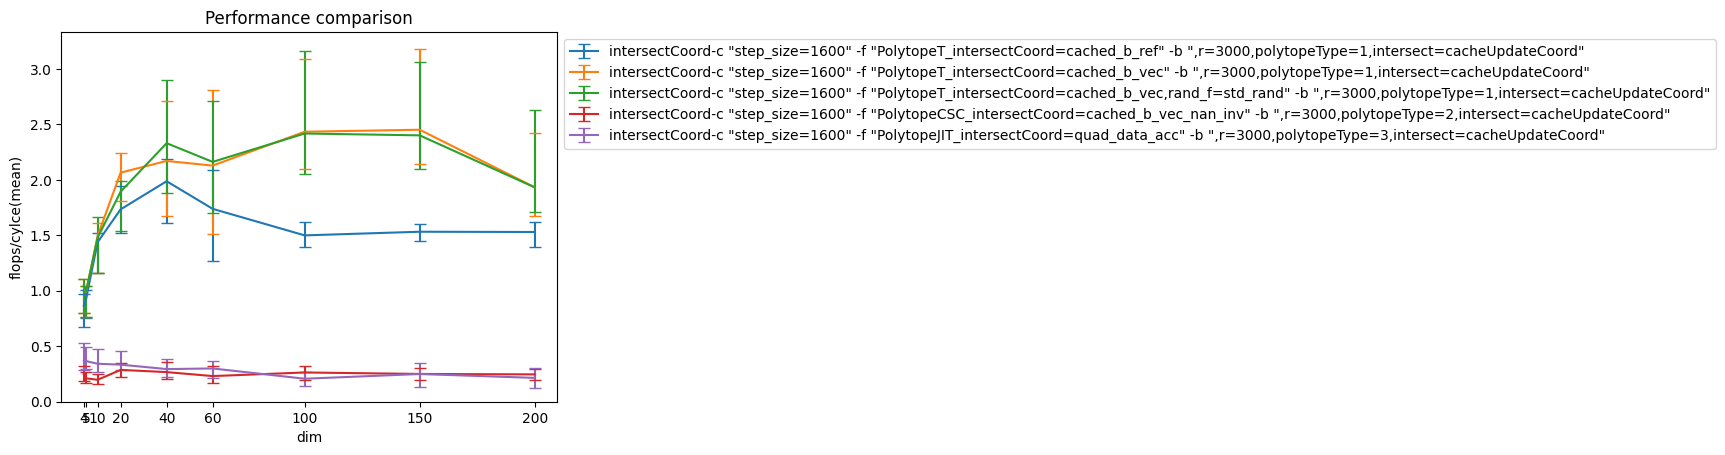 Performance comparison
flops/cylce(mean)
3.0
2.5
2.0
1.5
1.0
0.5
0.0
4 5 10 20 40 60 100 150 200
dim
intersectCoord-c "step_size=1600" -f "PolytopeT_intersectCoord=cached_b_ref" -b ",r=3000,polytopeType=1,intersect=cacheUpdateCoord"
intersectCoord-c "step_size=1600" -f "PolytopeT_intersectCoord=cached_b_vec" -b ",r=3000,polytopeType=1,intersect=cacheUpdateCoord"
intersectCoord-c "step_size=1600" -f "PolytopeT_intersectCoord=cached_b_vec,rand_f=std_rand" -b ",r=3000,polytopeType=1,intersect=cacheUpdateCoord"
intersectCoord-c "step_size=1600" -f "PolytopeCSC_intersectCoord=cached_b_vec_nan_inv" -b ",r=3000,polytopeType=2,intersect=cacheUpdateCoord"
intersectCoord-c "step_size=1600" -f "PolytopeJIT_intersectCoord=quad_data_acc" -b ",r=3000,polytopeType=3,intersect=cacheUpdateCoord"